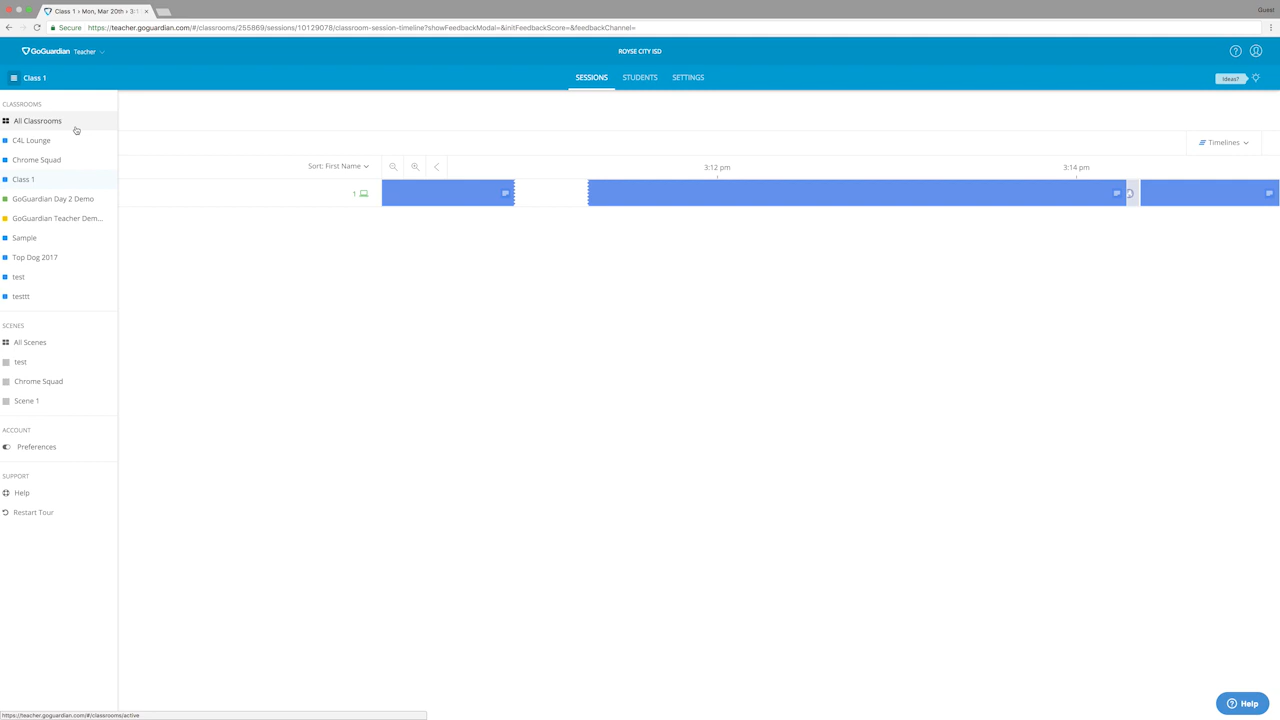 Class 1 › Mon, Mar 20th › 3:1
Guest
Secure
https://teacher.goguardian.com/#/classrooms/255869/sessions/10129078/classroom-session-timeline?showFeedbackModal=&initFeedbackScore=&feedbackChannel=
GoGuardian Teacher
ROYSE CITY ISD
Class 1
SESSIONS STUDENTS SETTINGS
Ideas?
CLASSROOMS
All Classrooms
C4L Lounge
Chrome Squad
Class 1
GoGuardian Day 2 Demo
GoGuardian Teacher Dem...
Sample
Top Dog 2017
test
testtt
SCENES
All Scenes
test
Chrome Squad
Scene 1
ACCOUNT
Preferences
SUPPORT
Help
Restart Tour
Timelines
Sort: First Name
3:12 pm
3:14 pm
1
Help
https://teacher.goguardian.com/#/classrooms/active